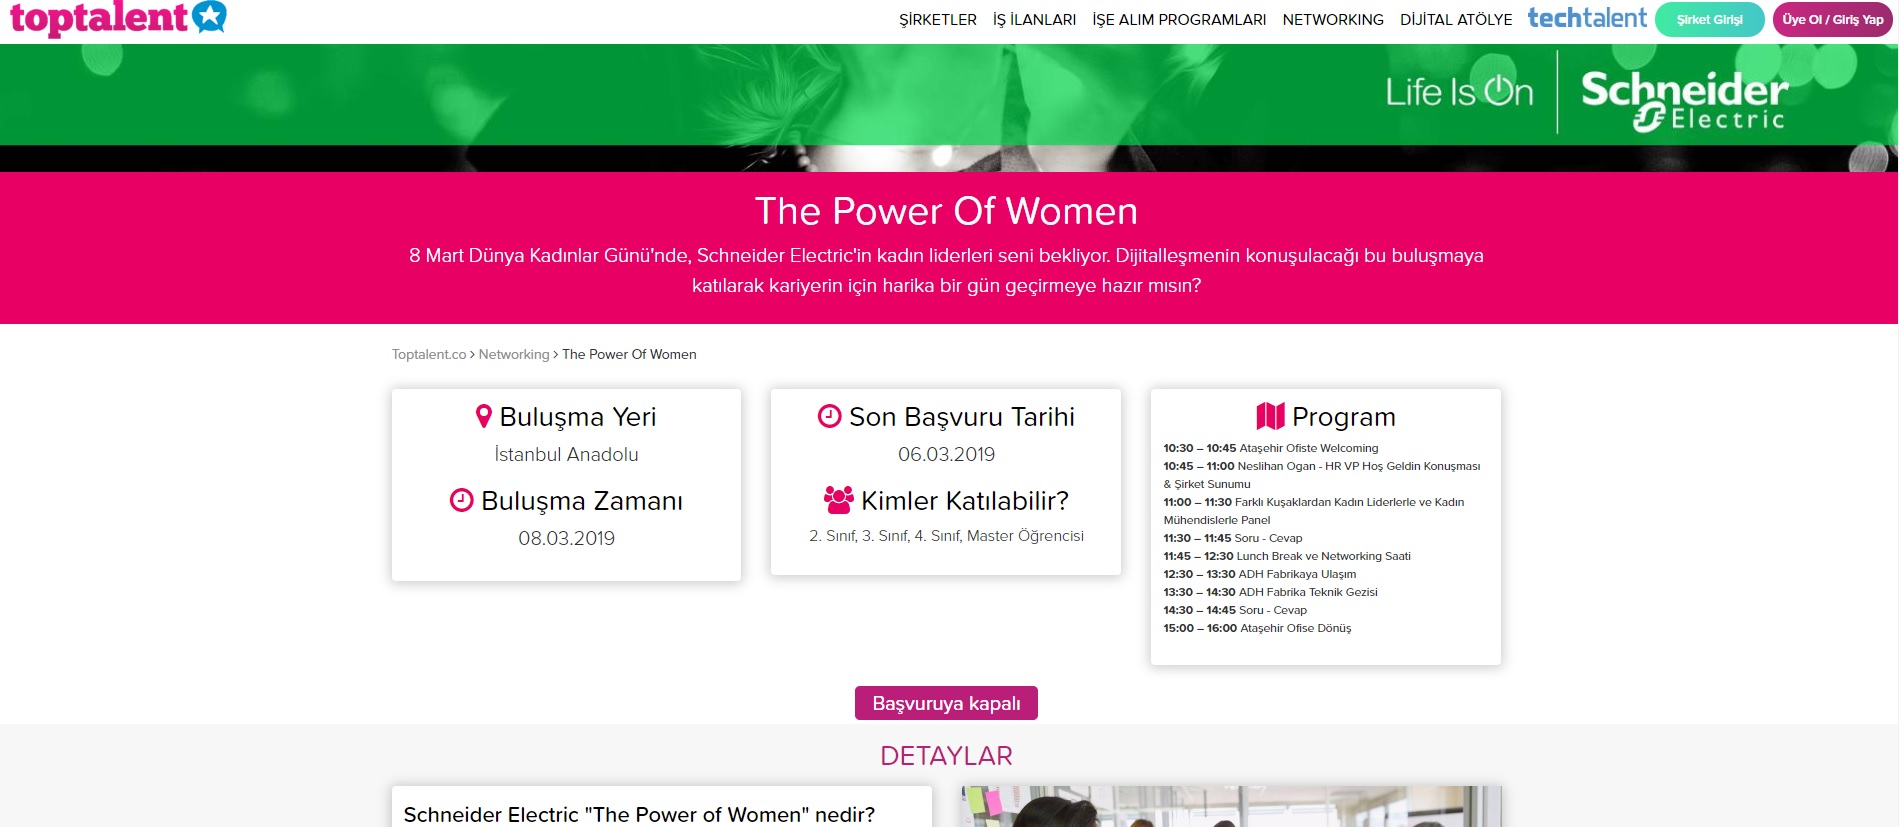 toptalent
ŞİRKETLER İŞ İLANLARI İŞE ALIM PROGRAMLARI NETWORKING DİJİTAL ATÖLYE techtalent Şirket Girişi Üye Ol / Giriş Yap
Life Is On
Schneider
Electric
The Power Of Women
8 Mart Dünya Kadınlar Günü'nde, Schneider Electric'in kadın liderleri seni bekliyor. Dijitalleşmenin konuşulacağı bu buluşmaya
katılarak kariyerin için harika bir gün geçirmeye hazır mısın?
Toptalent.co > Networking > The Power Of Women
Buluşma Yeri
İstanbul Anadolu
Buluşma Zamanı
08.03.2019
Son Başvuru Tarihi
06.03.2019
Kimler Katılabilir?
2. Sınıf, 3. Sınıf, 4. Sınıf, Master Öğrencisi
Program
10:30 – 10:45 Ataşehir Ofiste Welcoming
10:45 – 11:00 Neslihan Ogan - HR VP Hoş Geldin Konuşması
& Şirket Sunumu
11:00 – 11:30 Farklı Kuşaklardan Kadın Liderlerle ve Kadın
Mühendislerle Panel
11:30 – 11:45 Soru - Cevap
11:45 – 12:30 Lunch Break ve Networking Saati
12:30 – 13:30 ADH Fabrikaya Ulaşım
13:30 – 14:30 ADH Fabrika Teknik Gezisi
14:30 – 14:45 Soru - Cevap
15:00 – 16:00 Ataşehir Ofise Dönüş
Başvuruya kapalı
DETAYLAR
Schneider Electric "The Power of Women" nedir?